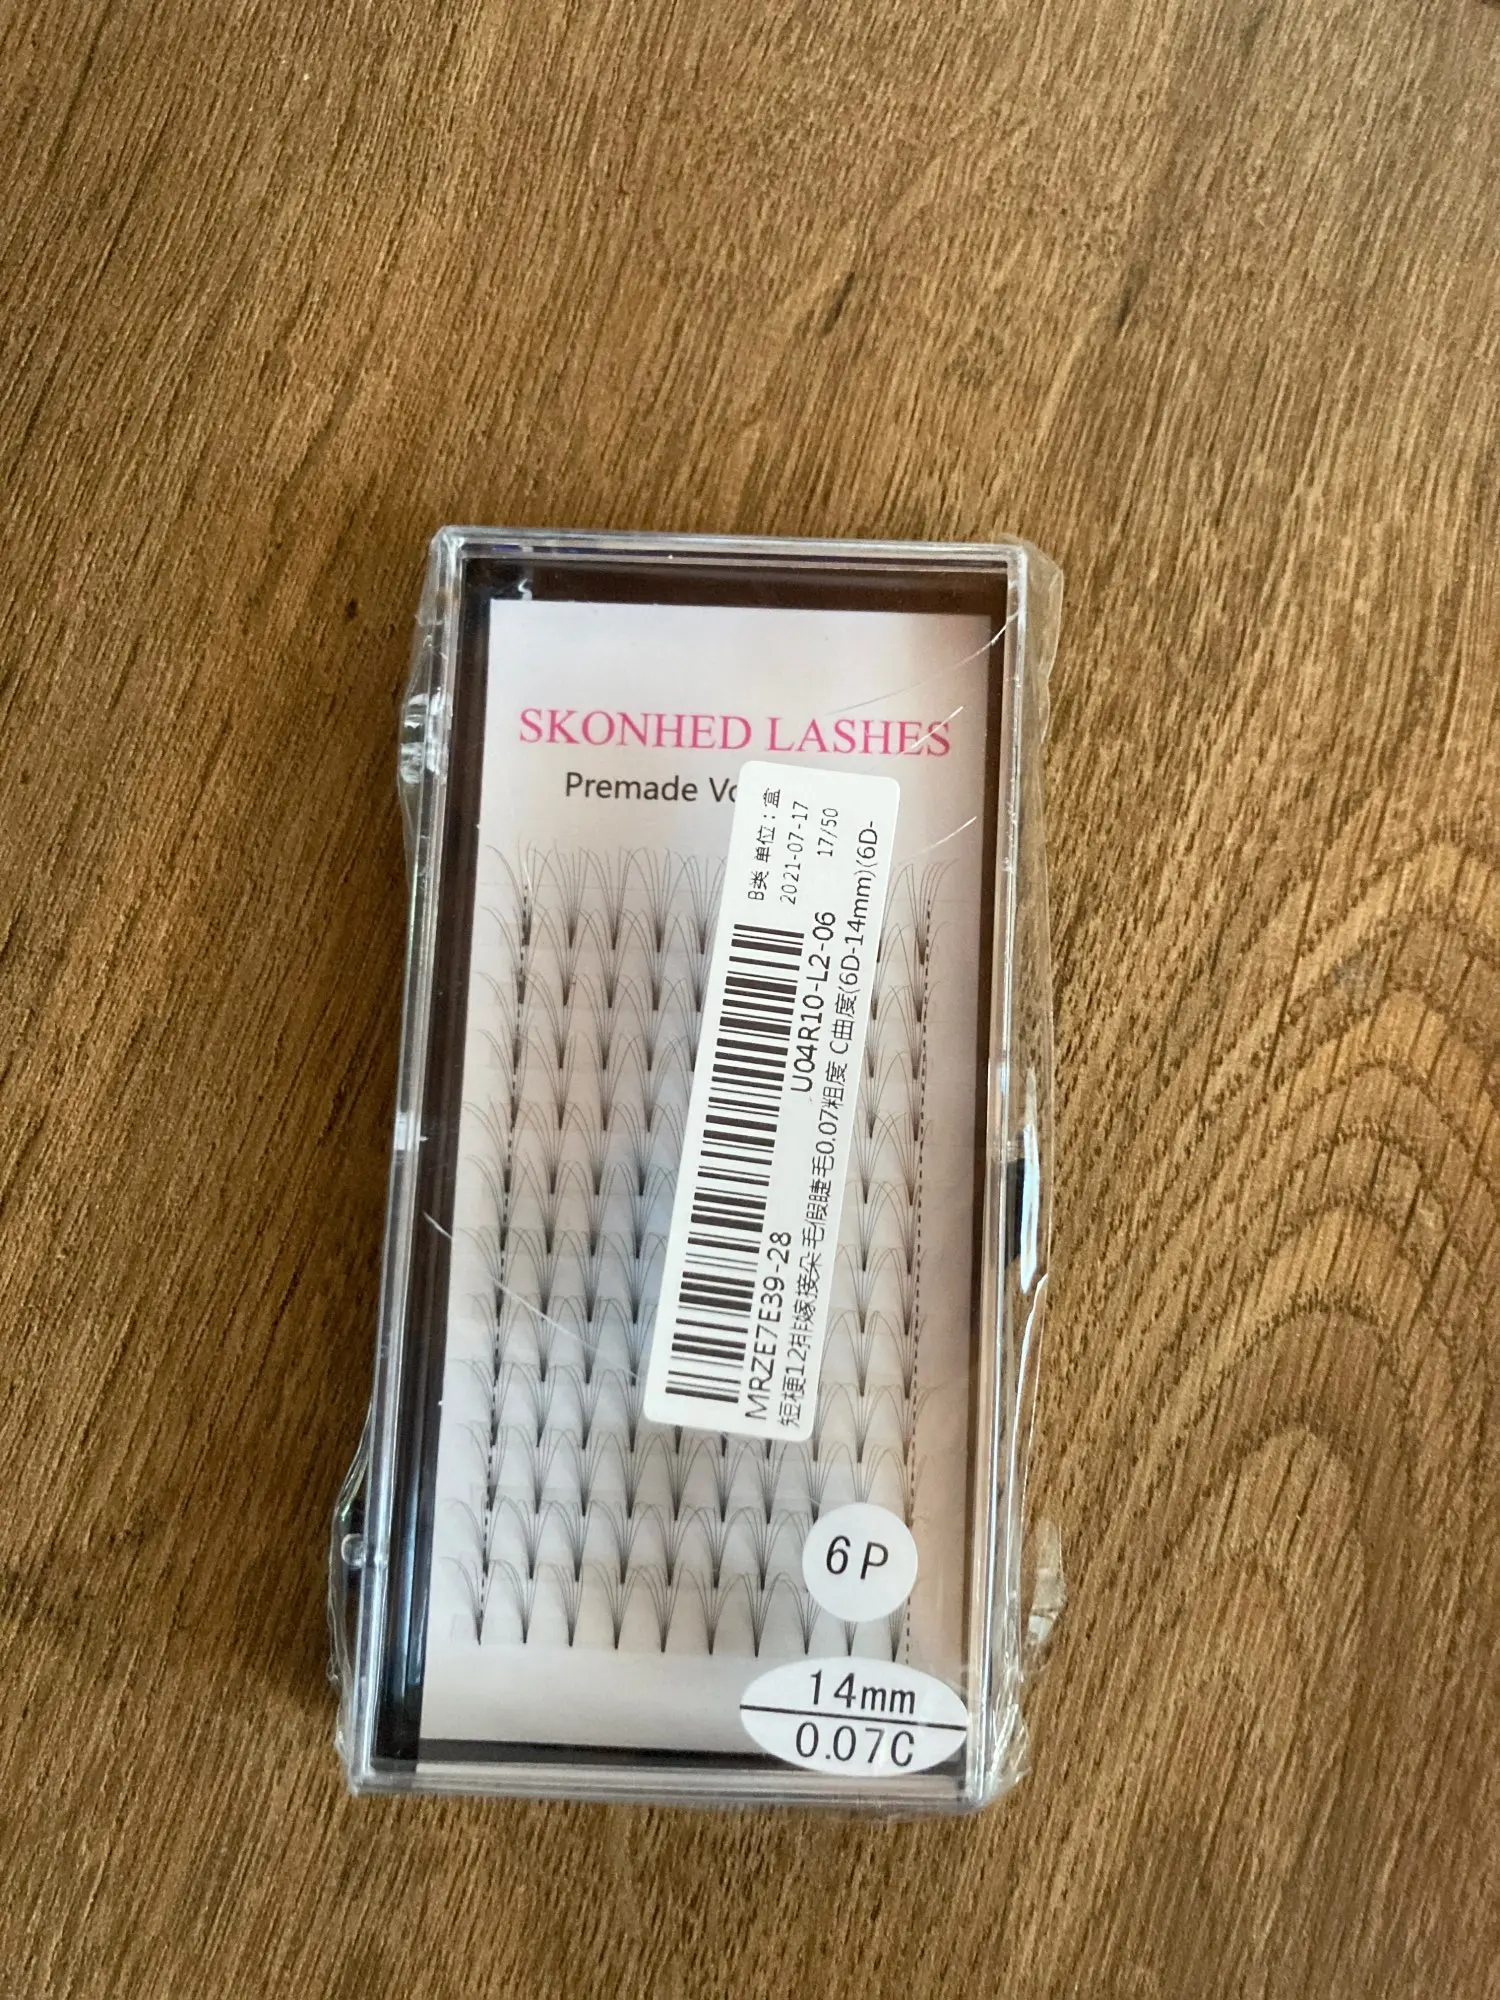 SKONHED LASHES
Premade Vo
B类 单位：盒
2021-07-17
17/50
U04R10-L2-06
MRZE7E39-28
短梗12排嫁接朵毛假睫毛0.07粗度 C曲度(6D-14mm)(6D-
6P
14mm
0.07C